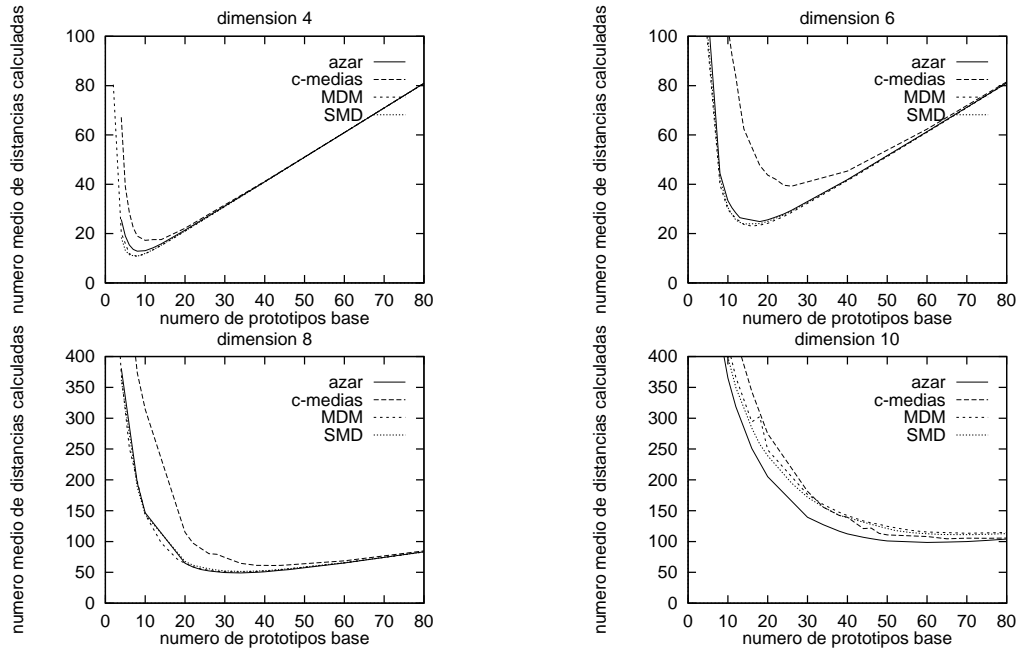 dimension 4
numero medio de distancias calculadas
100
80
60
40
20
0
azar
c-medias
MDM
SMD
0 10 20 30 40 50 60 70 80
numero de prototipos base
dimension 6
numero medio de distancias calculadas
100
80
60
40
20
0
azar
c-medias
MDM
SMD
0 10 20 30 40 50 60 70 80
numero de prototipos base
dimension 8
numero medio de distancias calculadas
400
350
300
250
200
150
100
50
0
azar
c-medias
MDM
SMD
0 10 20 30 40 50 60 70 80
numero de prototipos base
dimension 10
numero medio de distancias calculadas
400
350
300
250
200
150
100
50
0
azar
c-medias
MDM
SMD
0 10 20 30 40 50 60 70 80
numero de prototipos base